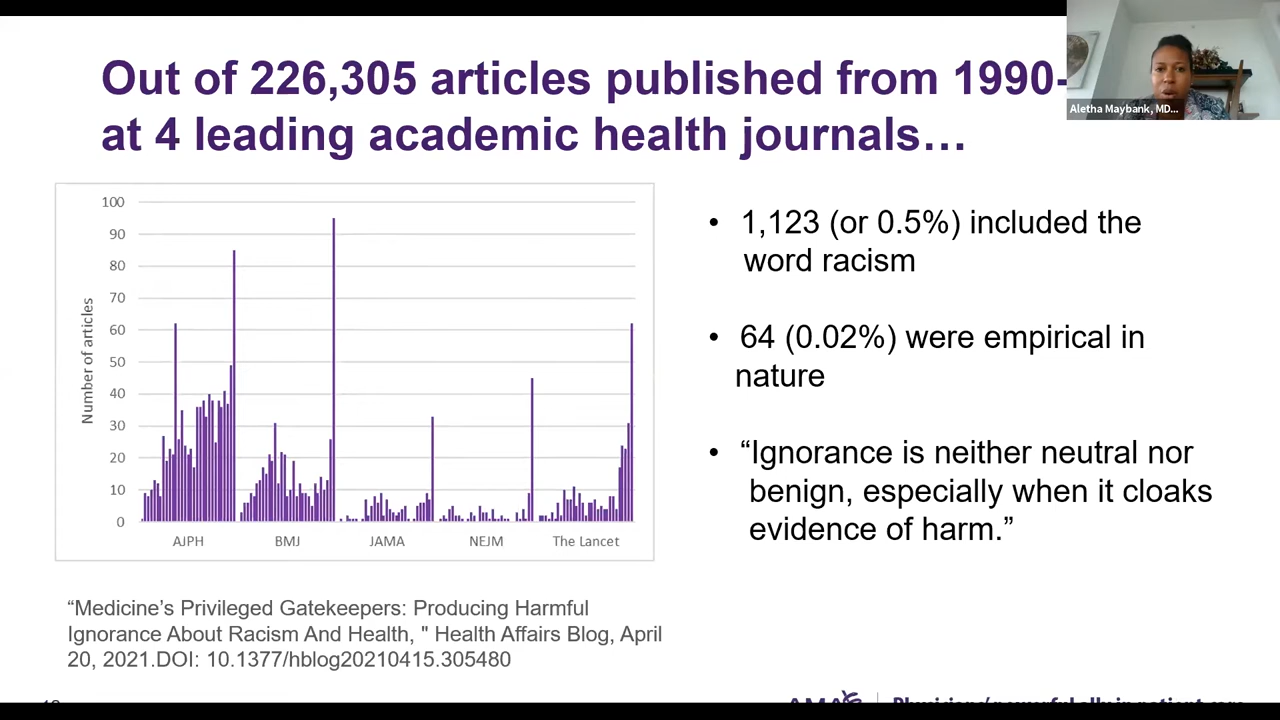 Out of 226,305 articles published from 1990-
at 4 leading academic health journals…
Aletha Maybank, MD...
100
90
80
70
60
50
40
30
20
10
0
Number of articles
AJPH BMJ JAMA NEJM The Lancet
• 1,123 (or 0.5%) included the
word racism
• 64 (0.02%) were empirical in
nature
• “Ignorance is neither neutral nor
benign, especially when it cloaks
evidence of harm.”
“Medicine’s Privileged Gatekeepers: Producing Harmful
Ignorance About Racism And Health, " Health Affairs Blog, April
20, 2021.DOI: 10.1377/hblog20210415.305480
AMA